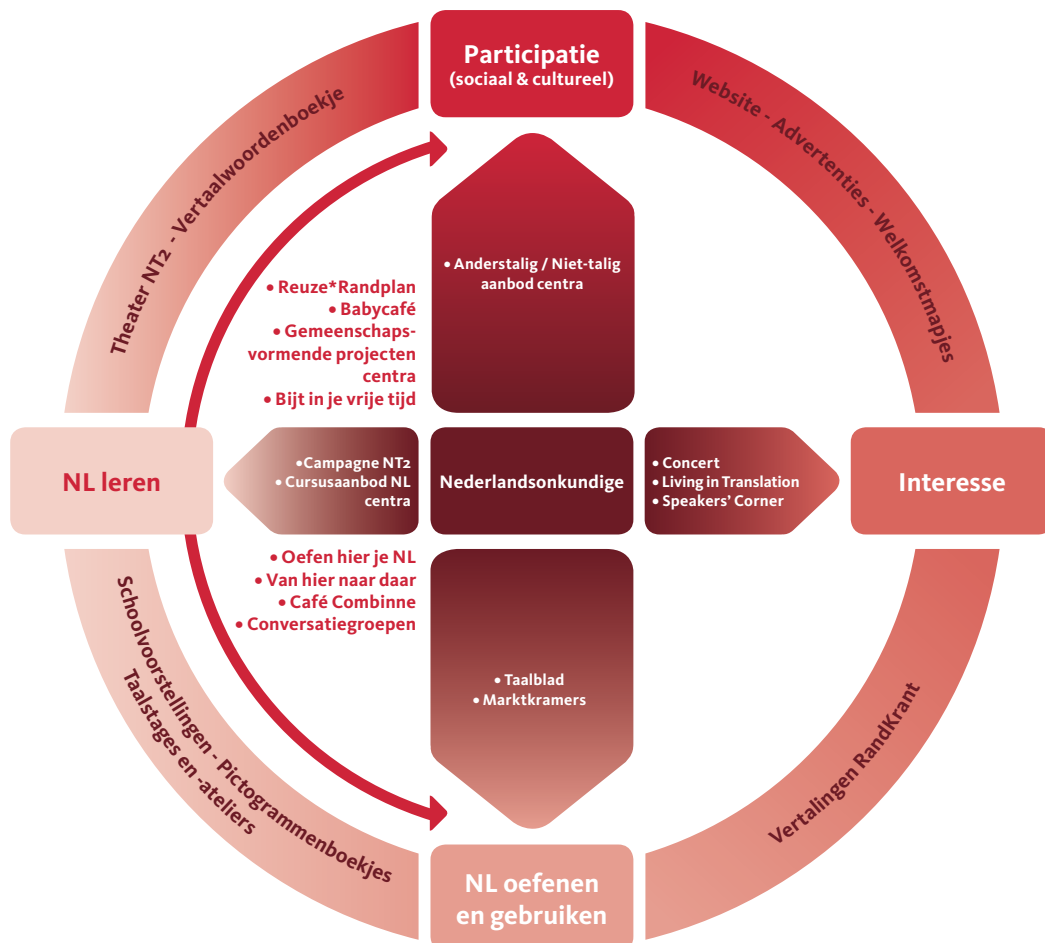 Participatie
(sociaal & cultureel)
Theater NT2 - Vertaalwoordenboekje
Website - Advertenties - Welkomstmapjes
• Anderstalig / Niet-talig
aanbod centra
• Reuze*Randplan
• Babycafé
• Gemeenschaps-
vormende projecten
centra
• Bijt in je vrije tijd
NL leren
•Campagne NT2
• Cursusaanbod NL
centra
Nederlandsonkundige
• Concert
• Living in Translation
• Speakers' Corner
Interesse
• Oefen hier je NL
• Van hier naar daar
• Café Combinne
• Conversatiegroepen
• Taalblad
• Marktkramers
Schoolvoorstellingen - Pictogrammenboekjes
Taalstages en -ateliers
Vertalingen RandKrant
NL oefenen
en gebruiken